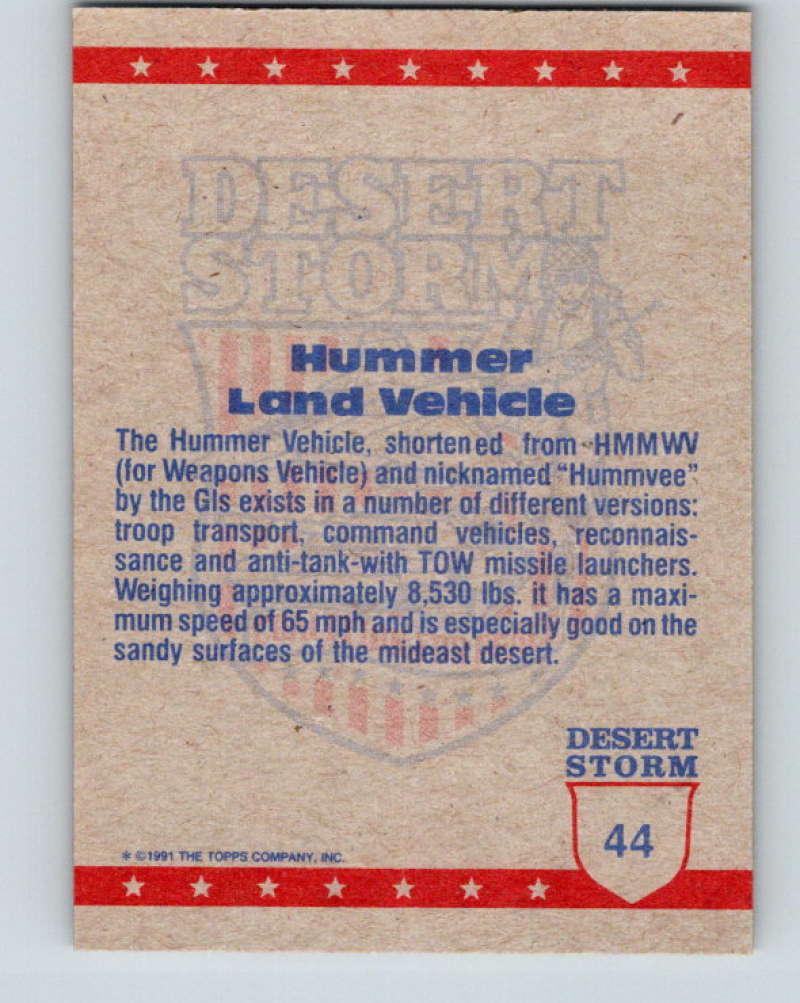 DESERT
STORM
Hummer
Land Vehicle
The Hummer Vehicle, shortened from HMMWV
(for Weapons Vehicle) and nicknamed "Hummvee"
by the GIs exists in a number of different versions:
troop transport, command vehicles, reconnais-
sance and anti-tank-with TOW missile launchers.
Weighing approximately 8,530 lbs. it has a maxi-
mum speed of 65 mph and is especially good on the
sandy surfaces of the mideast desert.
DESERT
STORM
44
* ©1991 THE TOPPS COMPANY, INC.